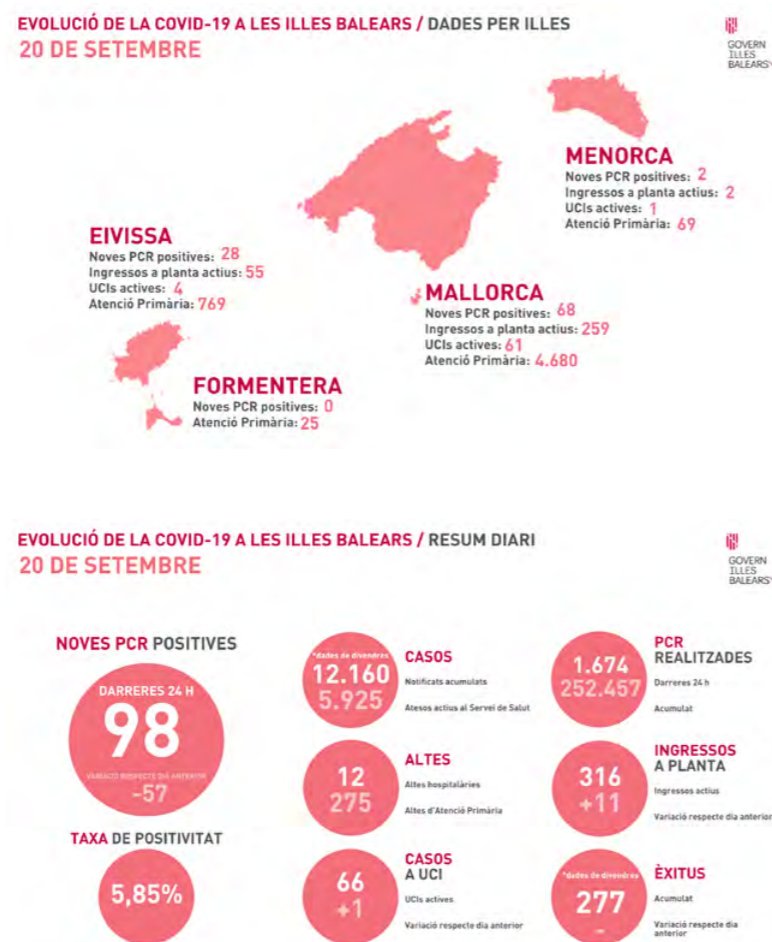 EVOLUCIÓ DE LA COVID-19 A LES ILLES BALEARS / DADES PER ILLES
20 DE SETEMBRE
GOVERN
ILLES
BALEARS
MENORCA
Noves PCR positives: 2
Ingressos a planta actius: 2
UCIs actives: 1
Atenció Primària: 69
EIVISSA
Noves PCR positives: 28
Ingressos a planta actius: 55
UCIs actives: 4
Atenció Primària: 769
MALLORCA
Noves PCR positives: 68
Ingressos a planta actius: 259
UCIs actives: 61
Atenció Primària: 4.680
FORMENTERA
Noves PCR positives: 0
Atenció Primària: 25
EVOLUCIÓ DE LA COVID-19 A LES ILLES BALEARS / RESUM DIARI
20 DE SETEMBRE
GOVERN
ILLES
BALEARS
NOVES PCR POSITIVES
DARRERES 24 H
98
VARIACIÓ RESPECTE DIA ANTERIOR
-57
TAXA DE POSITIVITAT
5,85%
*dades de divendres
12.160
5.925
CASOS
Notificats acumulats
Atesos actius al Servei de Salut
12
275
ALTES
Altes hospitalàries
Altes d'Atenció Primària
66
+1
CASOS
A UCI
UCIs actives
Variació respecte dia anterior
1.674
252.457
PCR
REALITZADES
Darreres 24 h
Acumulat
316
+11
INGRESSOS
A PLANTA
Ingressos actius
Variació respecte dia anterior
*dades de divendres
277
-
ÈXITUS
Acumulat
Variació respecte dia
anterior